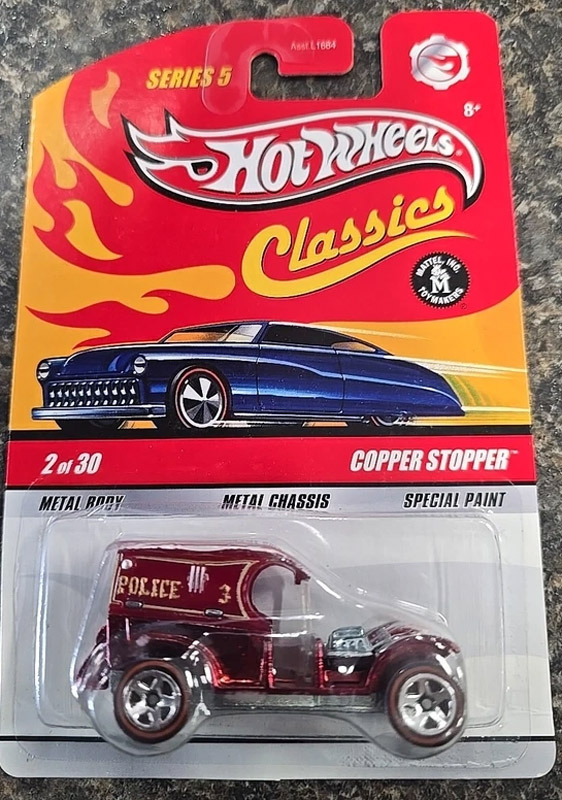 Asst.L1684
SERIES 5
8+
Hot Wheels®
Classics
MATTEL, INC.
M
TOYMAKERS
2 of 30
COPPER STOPPER™
METAL BODY
METAL CHASSIS
SPECIAL PAINT
POLICE 3